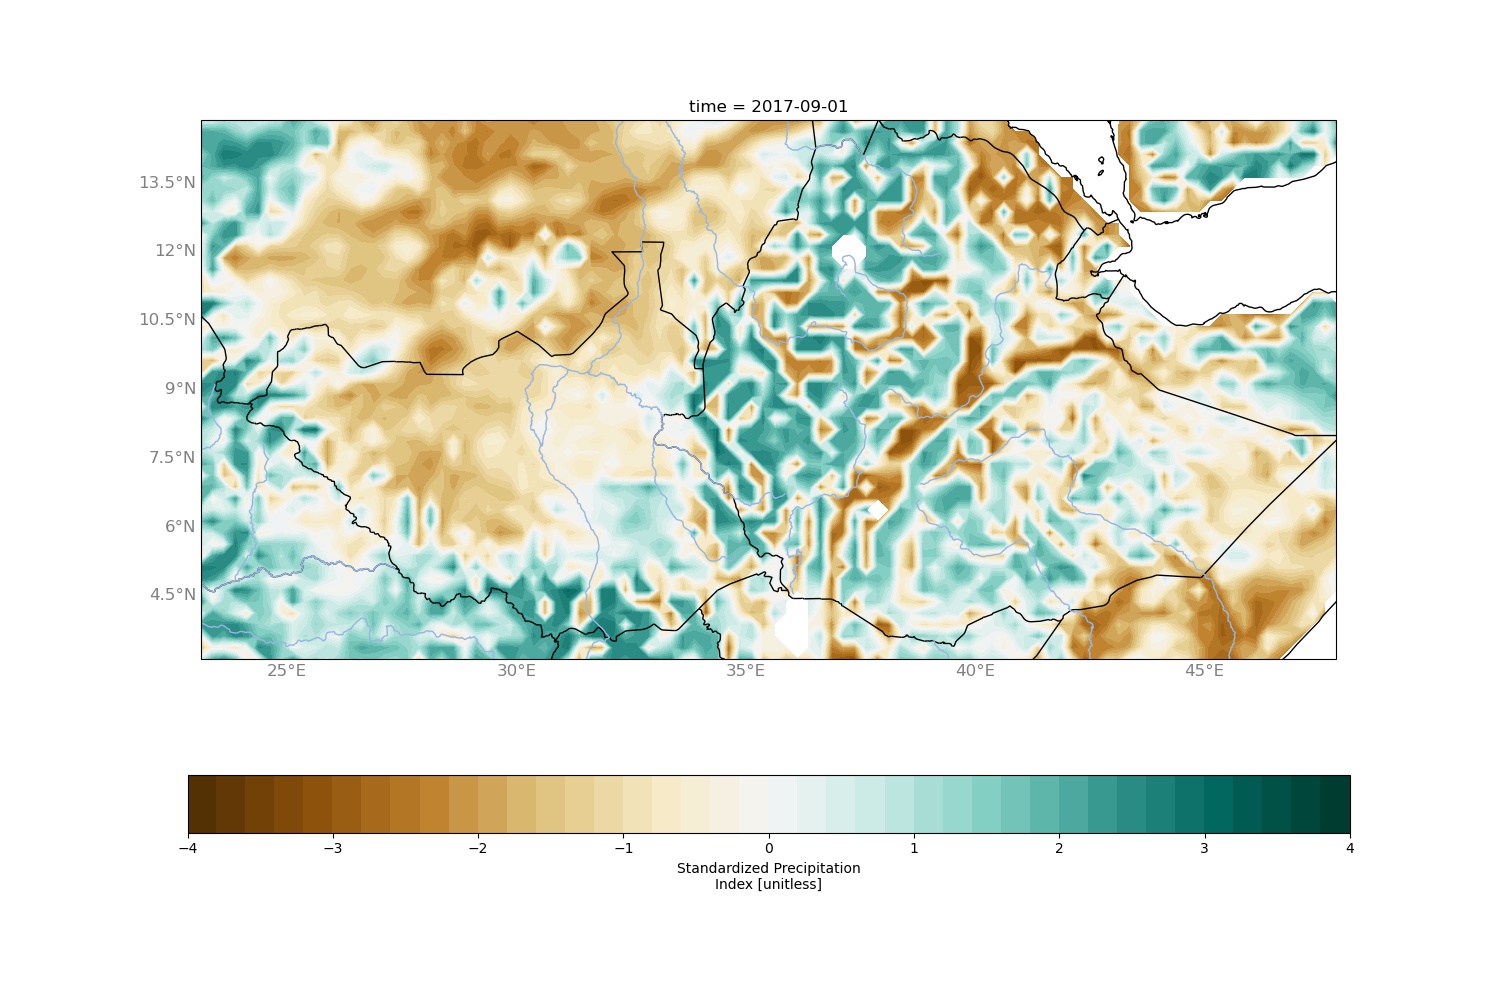 time = 2017-09-01
13.5°N
12°N
10.5°N
9°N
7.5°N
6°N
4.5°N
25°E 30°E 35°E 40°E 45°E
−4 −3 −2 −1 0 1 2 3 4
Standardized Precipitation
Index [unitless]